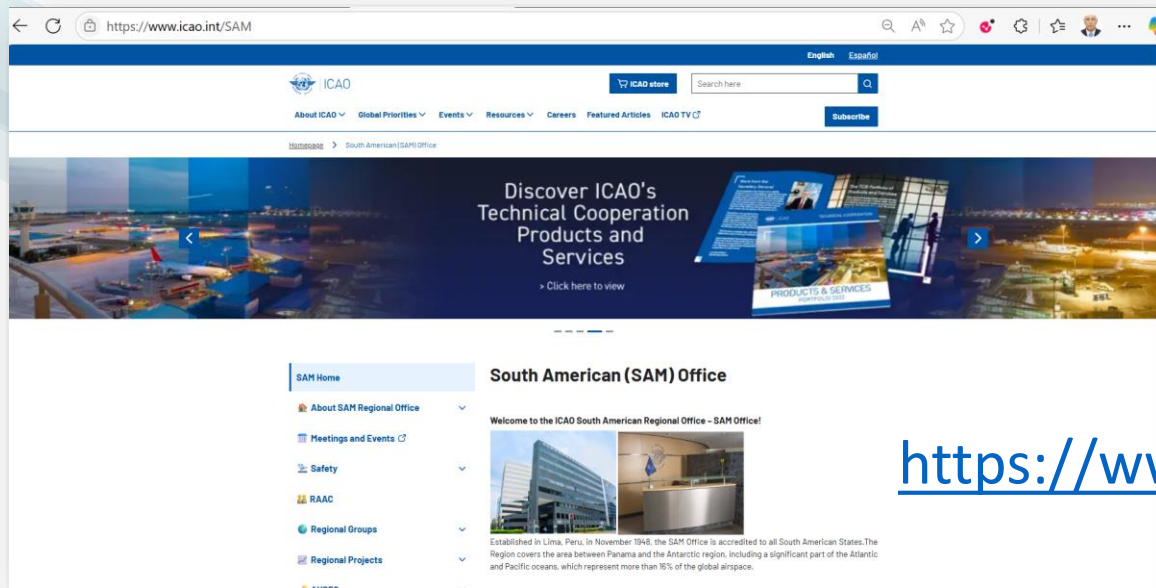 https://www.icao.int/SAM
English Español
ICAO
ICAO store
Search here
About ICAO Global Priorities Events Resources Careers Featured Articles ICAO TV
Subscribe
Homepage > South American (SAM) Office
Discover ICAO's
Technical Cooperation
Products and
Services
> Click here to view
PRODUCTS & SERVICES
SAM Home
South American (SAM) Office
About SAM Regional Office
Welcome to the ICAO South American Regional Office – SAM Office!
Meetings and Events
Safety
RAAC
Regional Groups
Regional Projects
Established in Lima, Peru, in November 1948, the SAM Office is accredited to all South American States.The
Region covers the area between Panama and the Antarctic region, including a significant part of the Atlantic
and Pacific oceans, which represent more than 16% of the global airspace.
https://w